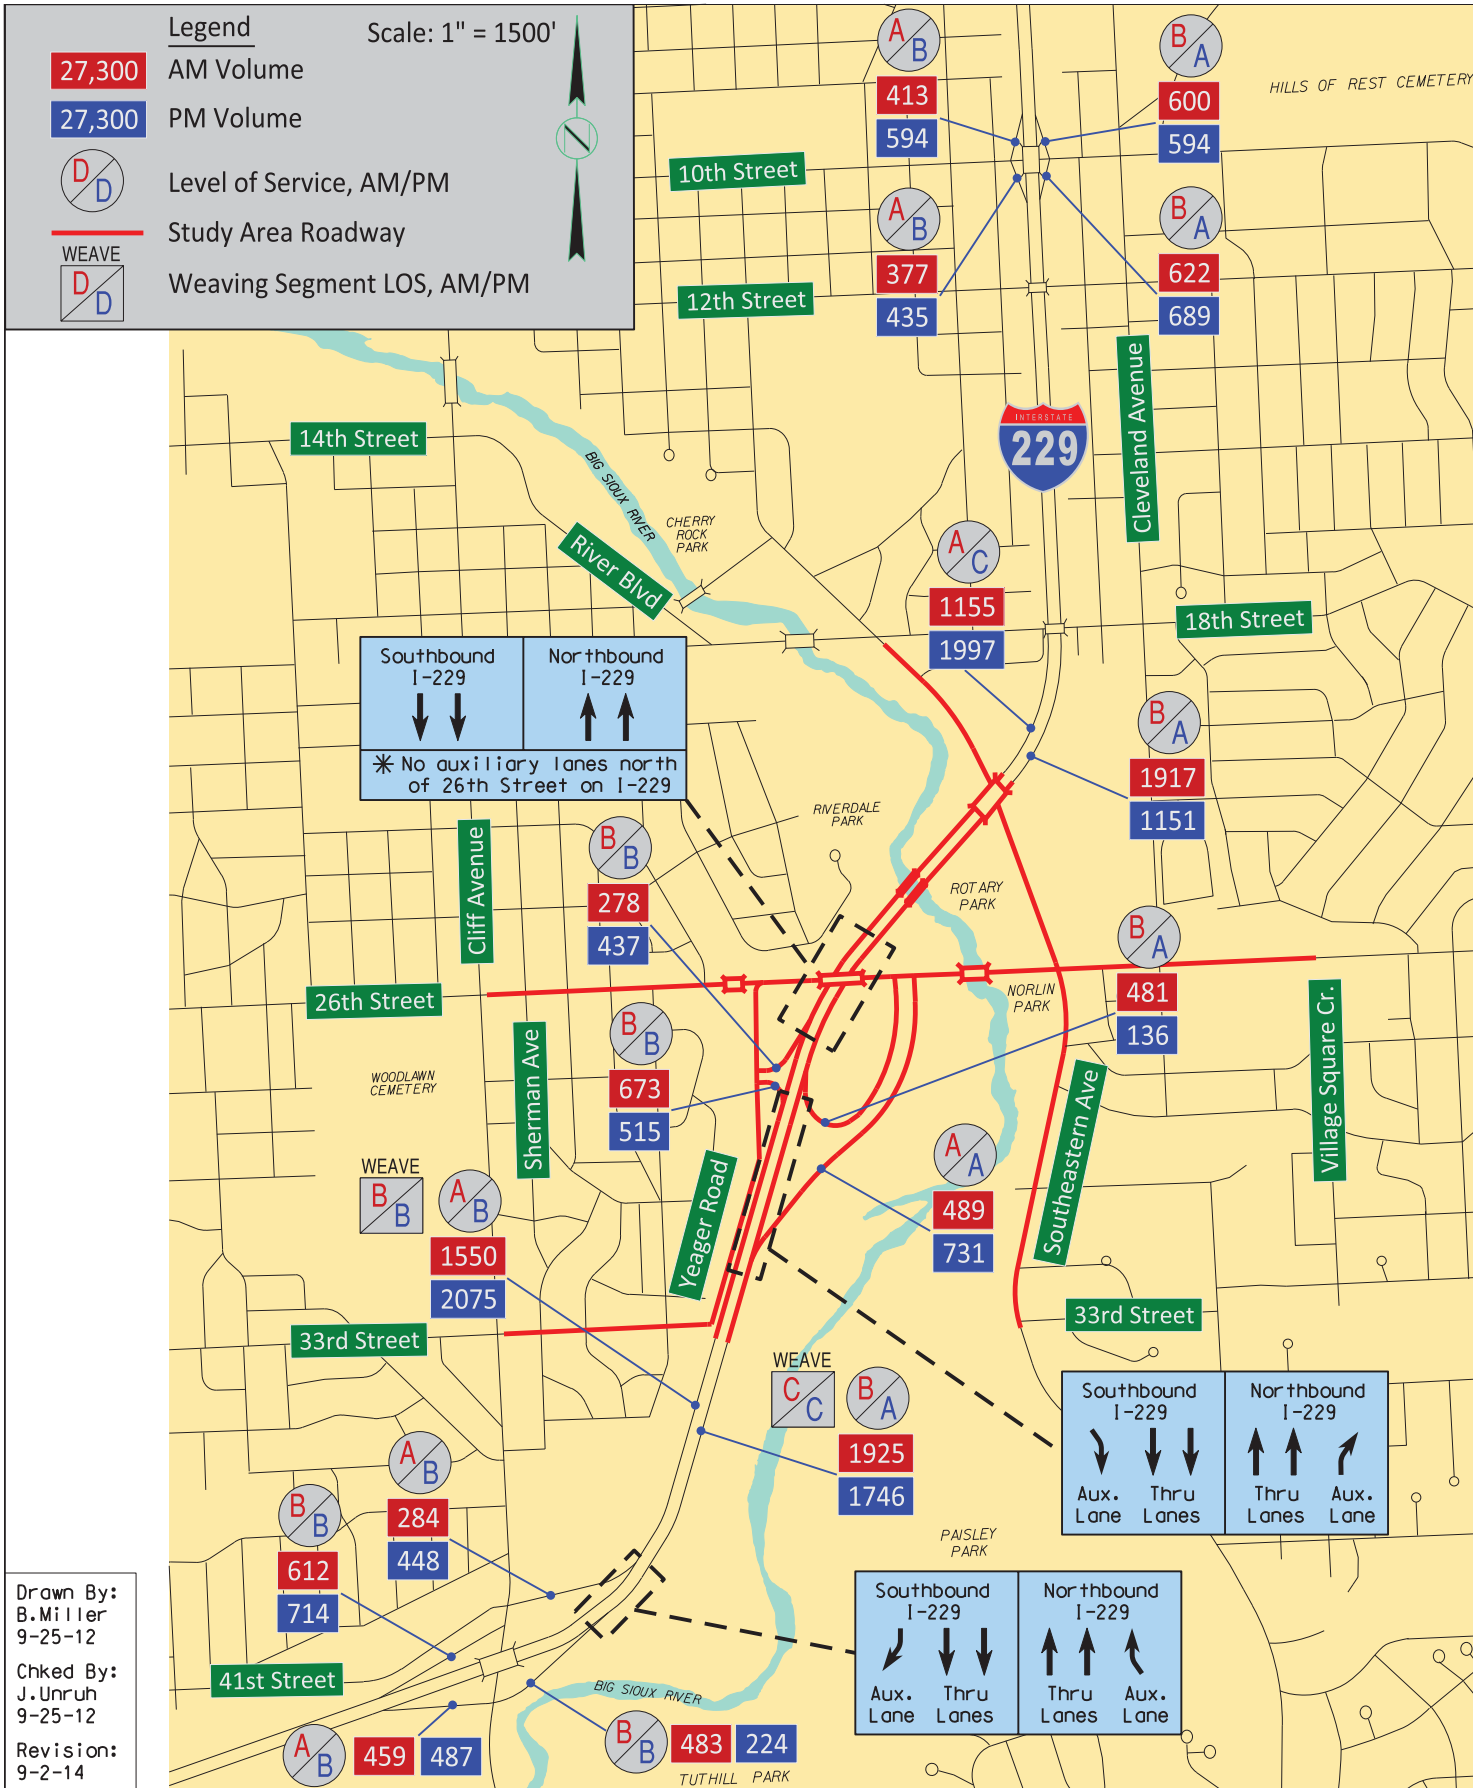 Legend
Scale: 1" = 1500'
27,300
AM Volume
27,300
PM Volume
D
D
Level of Service, AM/PM
Study Area Roadway
WEAVE
D
D
Weaving Segment LOS, AM/PM
A
B
413
594
B
A
600
594
HILLS OF REST CEMETERY
10th Street
A
B
377
435
B
A
622
689
12th Street
Cleveland Avenue
14th Street
INTERSTATE
229
BIG SIOUX RIVER
CHERRY
ROCK
PARK
River Blvd
A
C
1155
1997
18th Street
Southbound
I-229
Northbound
I-229
* No auxiliary lanes north
of 26th Street on I-229
B
A
1917
1151
RIVERDALE
PARK
Cliff Avenue
B
B
278
437
ROTARY
PARK
B
A
481
136
26th Street
NORLIN
PARK
Village Square Cr.
Sherman Ave
B
B
673
515
WOODLAWN
CEMETERY
Southeastern Ave
WEAVE
B
B
A
B
1550
2075
Yeager Road
A
A
489
731
33rd Street
33rd Street
WEAVE
C
C
B
A
1925
1746
Southbound
I-229
Northbound
I-229
Aux.
Lane
Thru
Lanes
Thru
Lanes
Aux.
Lane
A
B
284
448
B
B
612
714
PAISLEY
PARK
Southbound
I-229
Northbound
I-229
Aux.
Lane
Thru
Lanes
Thru
Lanes
Aux.
Lane
41st Street
BIG SIOUX RIVER
A
B
459
487
B
B
483
224
TUTHILL PARK
Drawn By:
B.Miller
9-25-12
Chked By:
J.Unruh
9-25-12
Revision:
9-2-14